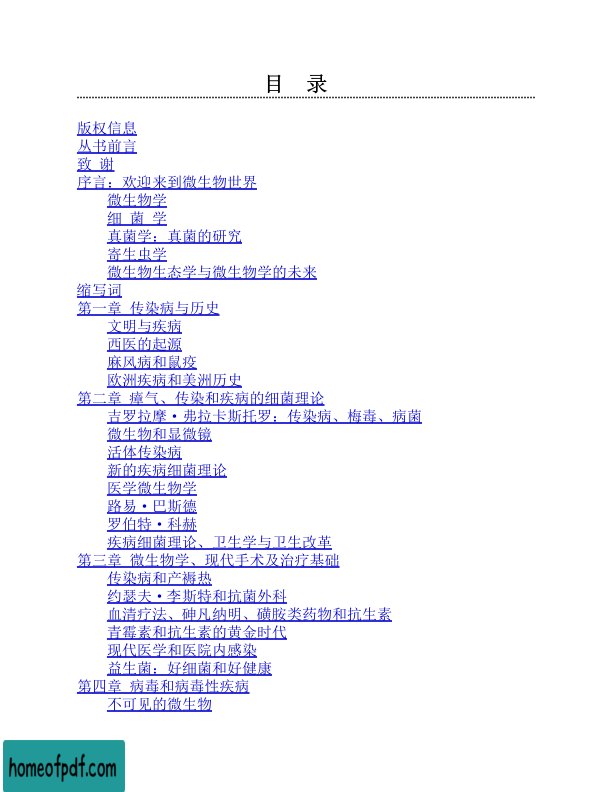 目 录
版权信息
丛书前言
致 谢
序言：欢迎来到微生物世界
微生物学
细 菌 学
真菌学：真菌的研究
寄生虫学
微生物生态学与微生物学的未来
缩写词
第一章 传染病与历史
文明与疾病
西医的起源
麻风病和鼠疫
欧洲疾病和美洲历史
第二章 瘴气、传染和疾病的细菌理论
吉罗拉摩·弗拉卡斯托罗：传染病、梅毒、病菌
微生物和显微镜
活体传染病
新的疾病细菌理论
医学微生物学
路易·巴斯德
罗伯特·科赫
疾病细菌理论、卫生学与卫生改革
第三章 微生物学、现代手术及治疗基础
传染病和产褥热
约瑟夫·李斯特和抗菌外科
血清疗法、砷凡纳明、磺胺类药物和抗生素
青霉素和抗生素的黄金时代
现代医学和医院内感染
益生菌：好细菌和好健康
第四章 病毒和病毒性疾病
不可见的微生物
homeofpdf.com